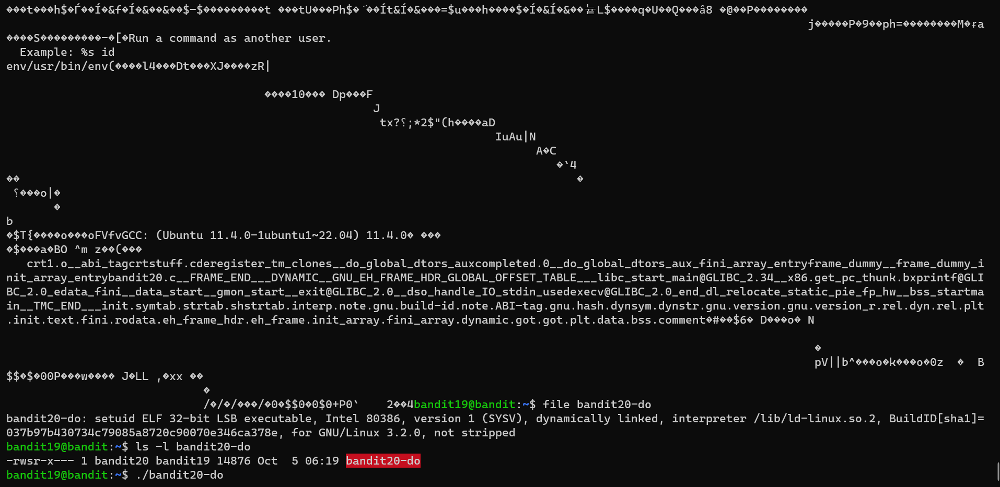 ���t���h$�Ѓ��Í�&f�Í�&��&��$-$���������t ���tU���Ph$� ��Ít&Í�&���=$u���h����$�Í�&Í�&�� L$����q�U��Q���ȃ8 �@��P��������
j�����P�9��ph=��������M�ɍa
����S���������-�[�Run a command as another user.
  Example: %s id
env/usr/bin/env(����l4���Dt���XJ����zR|
����10��� Dp���F
J
tx?؟;*2$"(h����aD
IuAu|N
A�C
�`4
�� �
؟���o|�
�
b
�$T{����o���oFVfvGCC: (Ubuntu 11.4.0-1ubuntu1~22.04) 11.4.0� ���
�$���a�BO ^m z��(���
crt1.o__abi_tagcrtstuff.cderegister_tm_clones__do_global_dtors_auxcompleted.0__do_global_dtors_aux_fini_array_entryframe_dummy__frame_dummy_i
nit_array_entrybandit20.c__FRAME_END___DYNAMIC__GNU_EH_FRAME_HDR_GLOBAL_OFFSET_TABLE___libc_start_main@GLIBC_2.34__x86.get_pc_thunk.bxprintf@GLI
BC_2.0_edata_fini__data_start__gmon_start__exit@GLIBC_2.0__dso_handle_IO_stdin_usedexecv@GLIBC_2.0_end_dl_relocate_static_pie_fp_hw__bss_startma
in__TMC_END___init.symtab.strtab.shstrtab.interp.note.gnu.build-id.note.ABI-tag.gnu.hash.dynsym.dynstr.gnu.version.gnu.version_r.rel.dyn.rel.plt
.init.text.fini.rodata.eh_frame_hdr.eh_frame.init_array.fini_array.dynamic.got.got.plt.data.bss.comment�#��$6� D���o� N
�
pV||b^���o�k���o�0z  �  B
$$�$�00P���w���� J�LL ,�xx ��
�
/�/�/���/�0�$$0�0$0+P0`    2��4bandit19@bandit:~$ file bandit20-do
bandit20-do: setuid ELF 32-bit LSB executable, Intel 80386, version 1 (SYSV), dynamically linked, interpreter /lib/ld-linux.so.2, BuildID[sha1]=
037b97b430734c79085a8720c90070e346ca378e, for GNU/Linux 3.2.0, not stripped
bandit19@bandit:~$ ls -l bandit20-do
-rwsr-x--- 1 bandit20 bandit19 14876 Oct  5 06:19 bandit20-do
bandit19@bandit:~$ ./bandit20-do